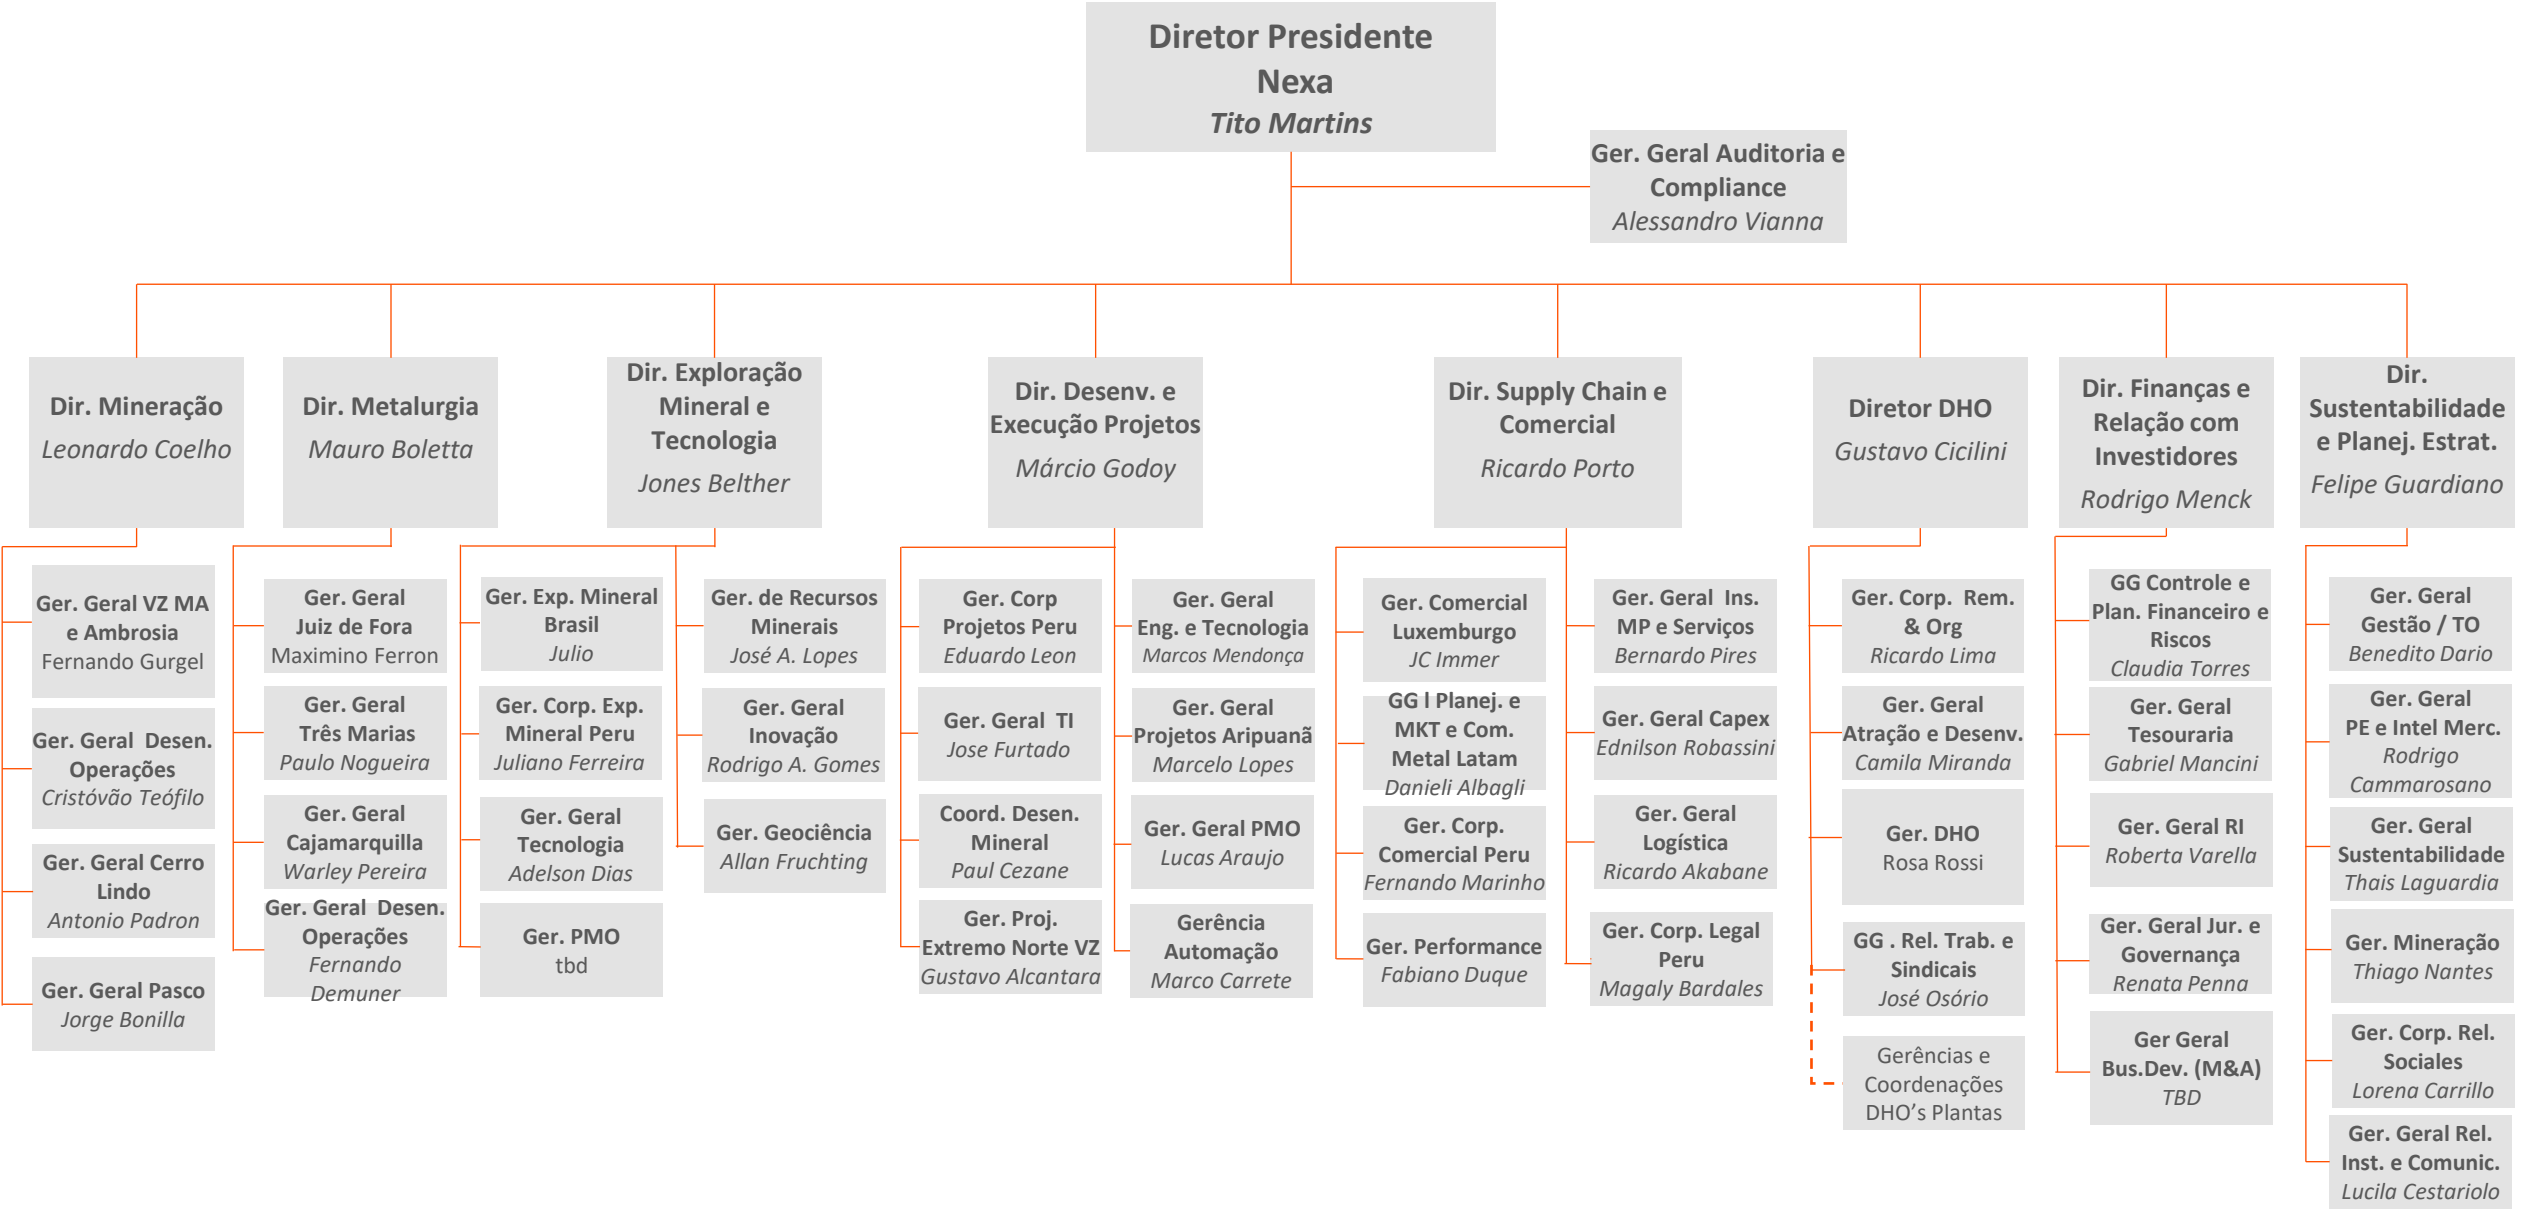 Diretor Presidente
Nexa
Tito Martins
Ger. Geral Auditoria e
Compliance
Alessandro Vianna
Dir. Mineração
Leonardo Coelho
Dir. Metalurgia
Mauro Boletta
Dir. Exploração
Mineral e
Tecnologia
Jones Belther
Dir. Desenv. e
Execução Projetos
Márcio Godoy
Dir. Supply Chain e
Comercial
Ricardo Porto
Diretor DHO
Gustavo Cicilini
Dir. Finanças e
Relação com
Investidores
Rodrigo Menck
Dir.
Sustentabilidade
e Planej. Estrat.
Felipe Guardiano
Ger. Geral VZ MA
e Ambrosia
Fernando Gurgel
Ger. Geral  Desen.
Operações
Cristóvão Teófilo
Ger. Geral Cerro
Lindo
Antonio Padron
Ger. Geral Pasco
Jorge Bonilla
Ger. Geral
Juiz de Fora
Maximino Ferron
Ger. Geral
Três Marias
Paulo Nogueira
Ger. Geral
Cajamarquilla
Warley Pereira
Ger. Geral  Desen.
Operações
Fernando
Demuner
Ger. Exp. Mineral
Brasil
Julio
Ger. Corp. Exp.
Mineral Peru
Juliano Ferreira
Ger. Geral
Tecnologia
Adelson Dias
Ger. PMO
tbd
Ger. de Recursos
Minerais
José A. Lopes
Ger. Geral
Inovação
Rodrigo A. Gomes
Ger. Geociência
Allan Fruchting
Ger. Corp
Projetos Peru
Eduardo Leon
Ger. Geral  TI
Jose Furtado
Coord. Desen.
Mineral
Paul Cezane
Ger. Proj.
Extremo Norte VZ
Gustavo Alcantara
Ger. Geral
Eng. e Tecnologia
Marcos Mendonça
Ger. Geral
Projetos Aripuanã
Marcelo Lopes
Ger. Geral PMO
Lucas Araujo
Gerência
Automação
Marco Carrete
Ger. Comercial
Luxemburgo
JC Immer
GG l Planej. e
MKT e Com.
Metal Latam
Danieli Albagli
Ger. Corp.
Comercial Peru
Fernando Marinho
Ger. Performance
Fabiano Duque
Ger. Geral  Ins.
MP e Serviços
Bernardo Pires
Ger. Geral Capex
Ednilson Robassini
Ger. Geral
Logística
Ricardo Akabane
Ger. Corp. Legal
Peru
Magaly Bardales
Ger. Corp.  Rem.
& Org
Ricardo Lima
Ger. Geral
Atração e Desenv.
Camila Miranda
Ger. DHO
Rosa Rossi
GG . Rel. Trab. e
Sindicais
José Osório
Gerências e
Coordenações
DHO’s Plantas
GG Controle e
Plan. Financeiro e
Riscos
Claudia Torres
Ger. Geral
Tesouraria
Gabriel Mancini
Ger. Geral RI
Roberta Varella
Ger. Geral Jur. e
Governança
Renata Penna
Ger Geral
Bus.Dev. (M&A)
TBD
Ger. Geral
Gestão / TO
Benedito Dario
Ger. Geral
PE e Intel Merc.
Rodrigo
Cammarosano
Ger. Geral
Sustentabilidade
Thais Laguardia
Ger. Mineração
Thiago Nantes
Ger. Corp. Rel.
Sociales
Lorena Carrillo
Ger. Geral Rel.
Inst. e Comunic.
Lucila Cestariolo